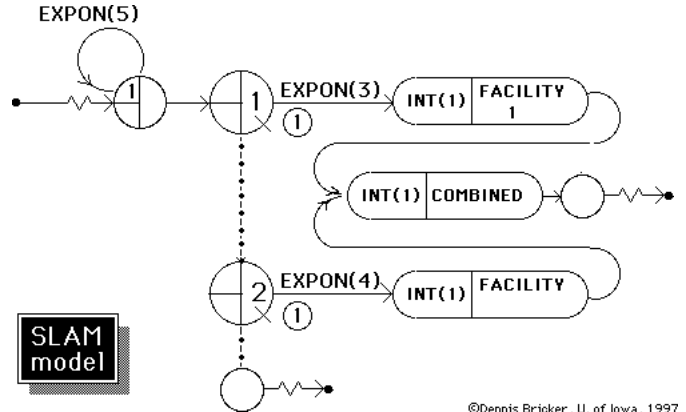 EXPON(5)
1
1
EXPON(3)
1
INT(1)
FACILITY
1
INT(1)
COMBINED
2
EXPON(4)
1
INT(1)
FACILITY
SLAM
model
©Dennis Bricker, U. of Iowa, 1997